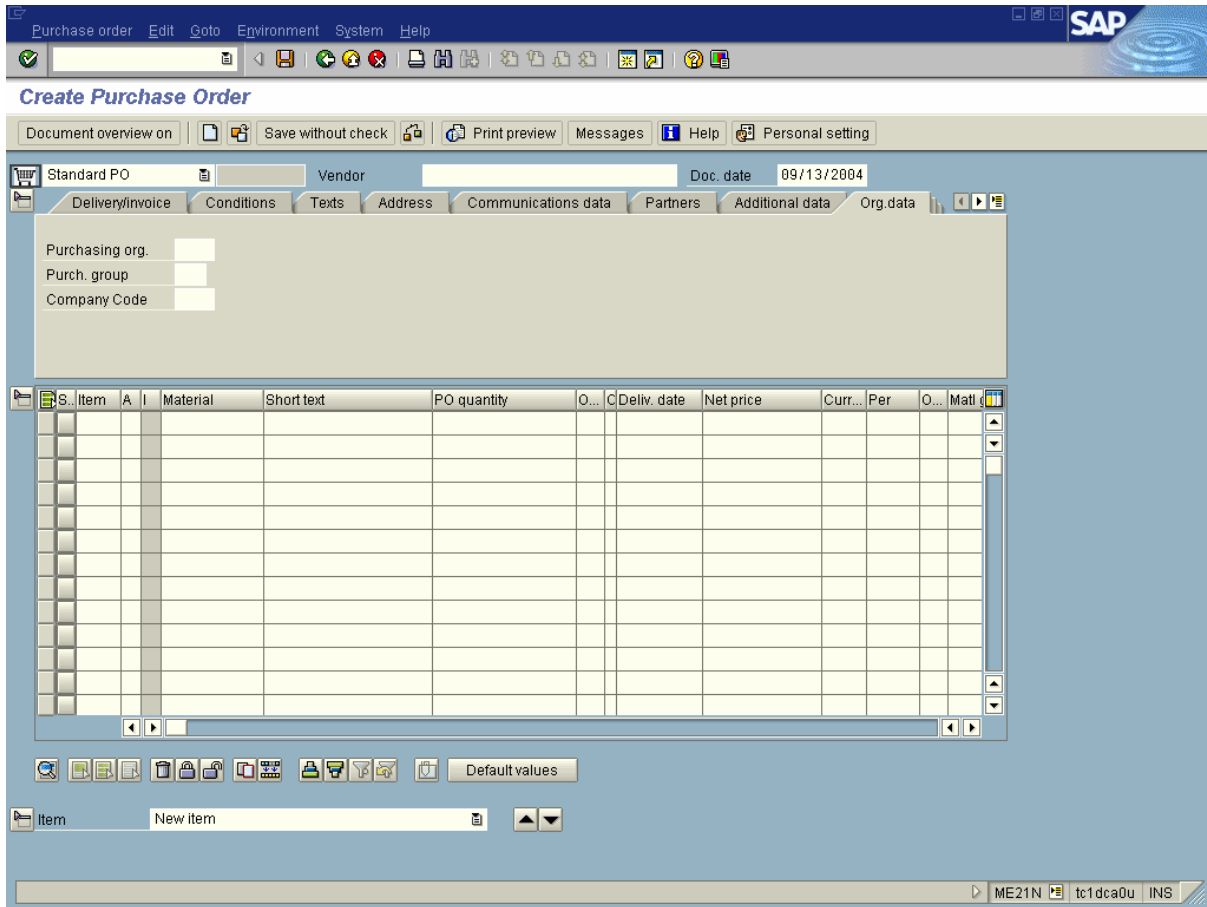 SAP
Purchase order Edit Goto Environment System Help
Create Purchase Order
Document overview on Save without check Print preview Messages Help Personal setting
Standard PO Vendor Doc. date 09/13/2004
Delivery/invoice Conditions Texts Address Communications data Partners Additional data Org.data
Purchasing org.
Purch. group
Company Code
S.. Item A I Material Short text PO quantity O... C Deliv. date Net price Curr... Per O... Matl g
Default values
Item New item
ME21N tc1dca0u INS